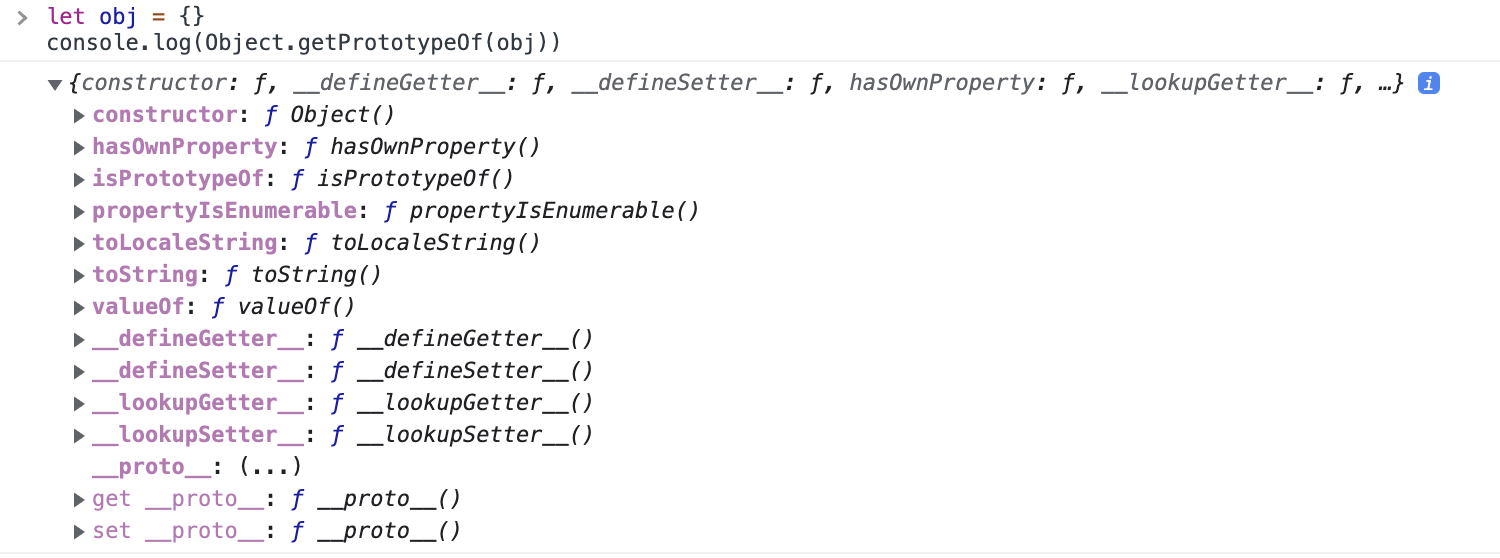 > let obj = {}
console.log(Object.getPrototypeOf(obj))
▼{constructor: ƒ, __defineGetter__: ƒ, __defineSetter__: ƒ, hasOwnProperty: ƒ, __lookupGetter__: ƒ, …} i
▶constructor: ƒ Object()
▶hasOwnProperty: ƒ hasOwnProperty()
▶isPrototypeOf: ƒ isPrototypeOf()
▶propertyIsEnumerable: ƒ propertyIsEnumerable()
▶toLocaleString: ƒ toLocaleString()
▶toString: ƒ toString()
▶valueOf: ƒ valueOf()
▶__defineGetter__: ƒ __defineGetter__()
▶__defineSetter__: ƒ __defineSetter__()
▶__lookupGetter__: ƒ __lookupGetter__()
▶__lookupSetter__: ƒ __lookupSetter__()
__proto__: (...)
▶get __proto__: ƒ __proto__()
▶set __proto__: ƒ __proto__()